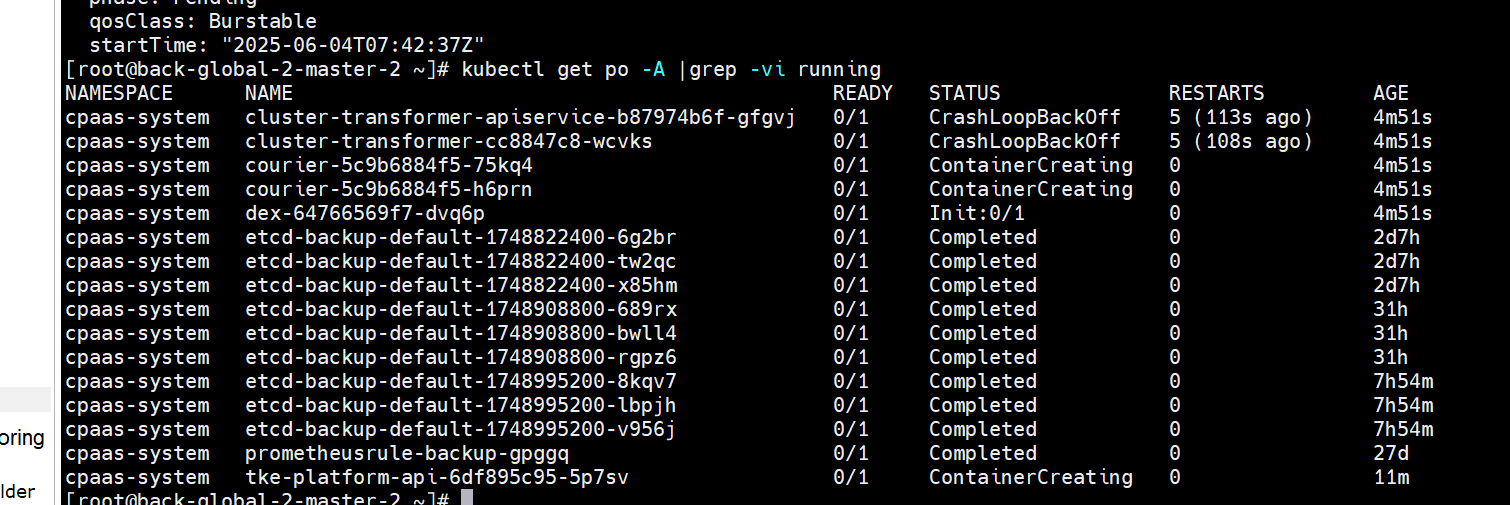 phase: Pending
qosClass: Burstable
startTime: "2025-06-04T07:42:37Z"
[root@back-global-2-master-2 ~]# kubectl get po -A |grep -vi running
NAMESPACE NAME READY STATUS RESTARTS AGE
cpaas-system cluster-transformer-apiservice-b87974b6f-gfgvj 0/1 CrashLoopBackOff 5 (113s ago) 4m51s
cpaas-system cluster-transformer-cc8847c8-wcvks 0/1 CrashLoopBackOff 5 (108s ago) 4m51s
cpaas-system courier-5c9b6884f5-75kq4 0/1 ContainerCreating 0 4m51s
cpaas-system courier-5c9b6884f5-h6prn 0/1 ContainerCreating 0 4m51s
cpaas-system dex-64766569f7-dvq6p 0/1 Init:0/1 0 4m51s
cpaas-system etcd-backup-default-1748822400-6g2br 0/1 Completed 0 2d7h
cpaas-system etcd-backup-default-1748822400-tw2qc 0/1 Completed 0 2d7h
cpaas-system etcd-backup-default-1748822400-x85hm 0/1 Completed 0 2d7h
cpaas-system etcd-backup-default-1748908800-689rx 0/1 Completed 0 31h
cpaas-system etcd-backup-default-1748908800-bwll4 0/1 Completed 0 31h
cpaas-system etcd-backup-default-1748908800-rgpz6 0/1 Completed 0 31h
cpaas-system etcd-backup-default-1748995200-8kqv7 0/1 Completed 0 7h54m
cpaas-system etcd-backup-default-1748995200-lbpjh 0/1 Completed 0 7h54m
cpaas-system etcd-backup-default-1748995200-v956j 0/1 Completed 0 7h54m
cpaas-system prometheusrule-backup-gpggq 0/1 Completed 0 27d
cpaas-system tke-platform-api-6df895c95-5p7sv 0/1 ContainerCreating 0 11m
[root@back-global-2-master-2 ~]#
oring
lder